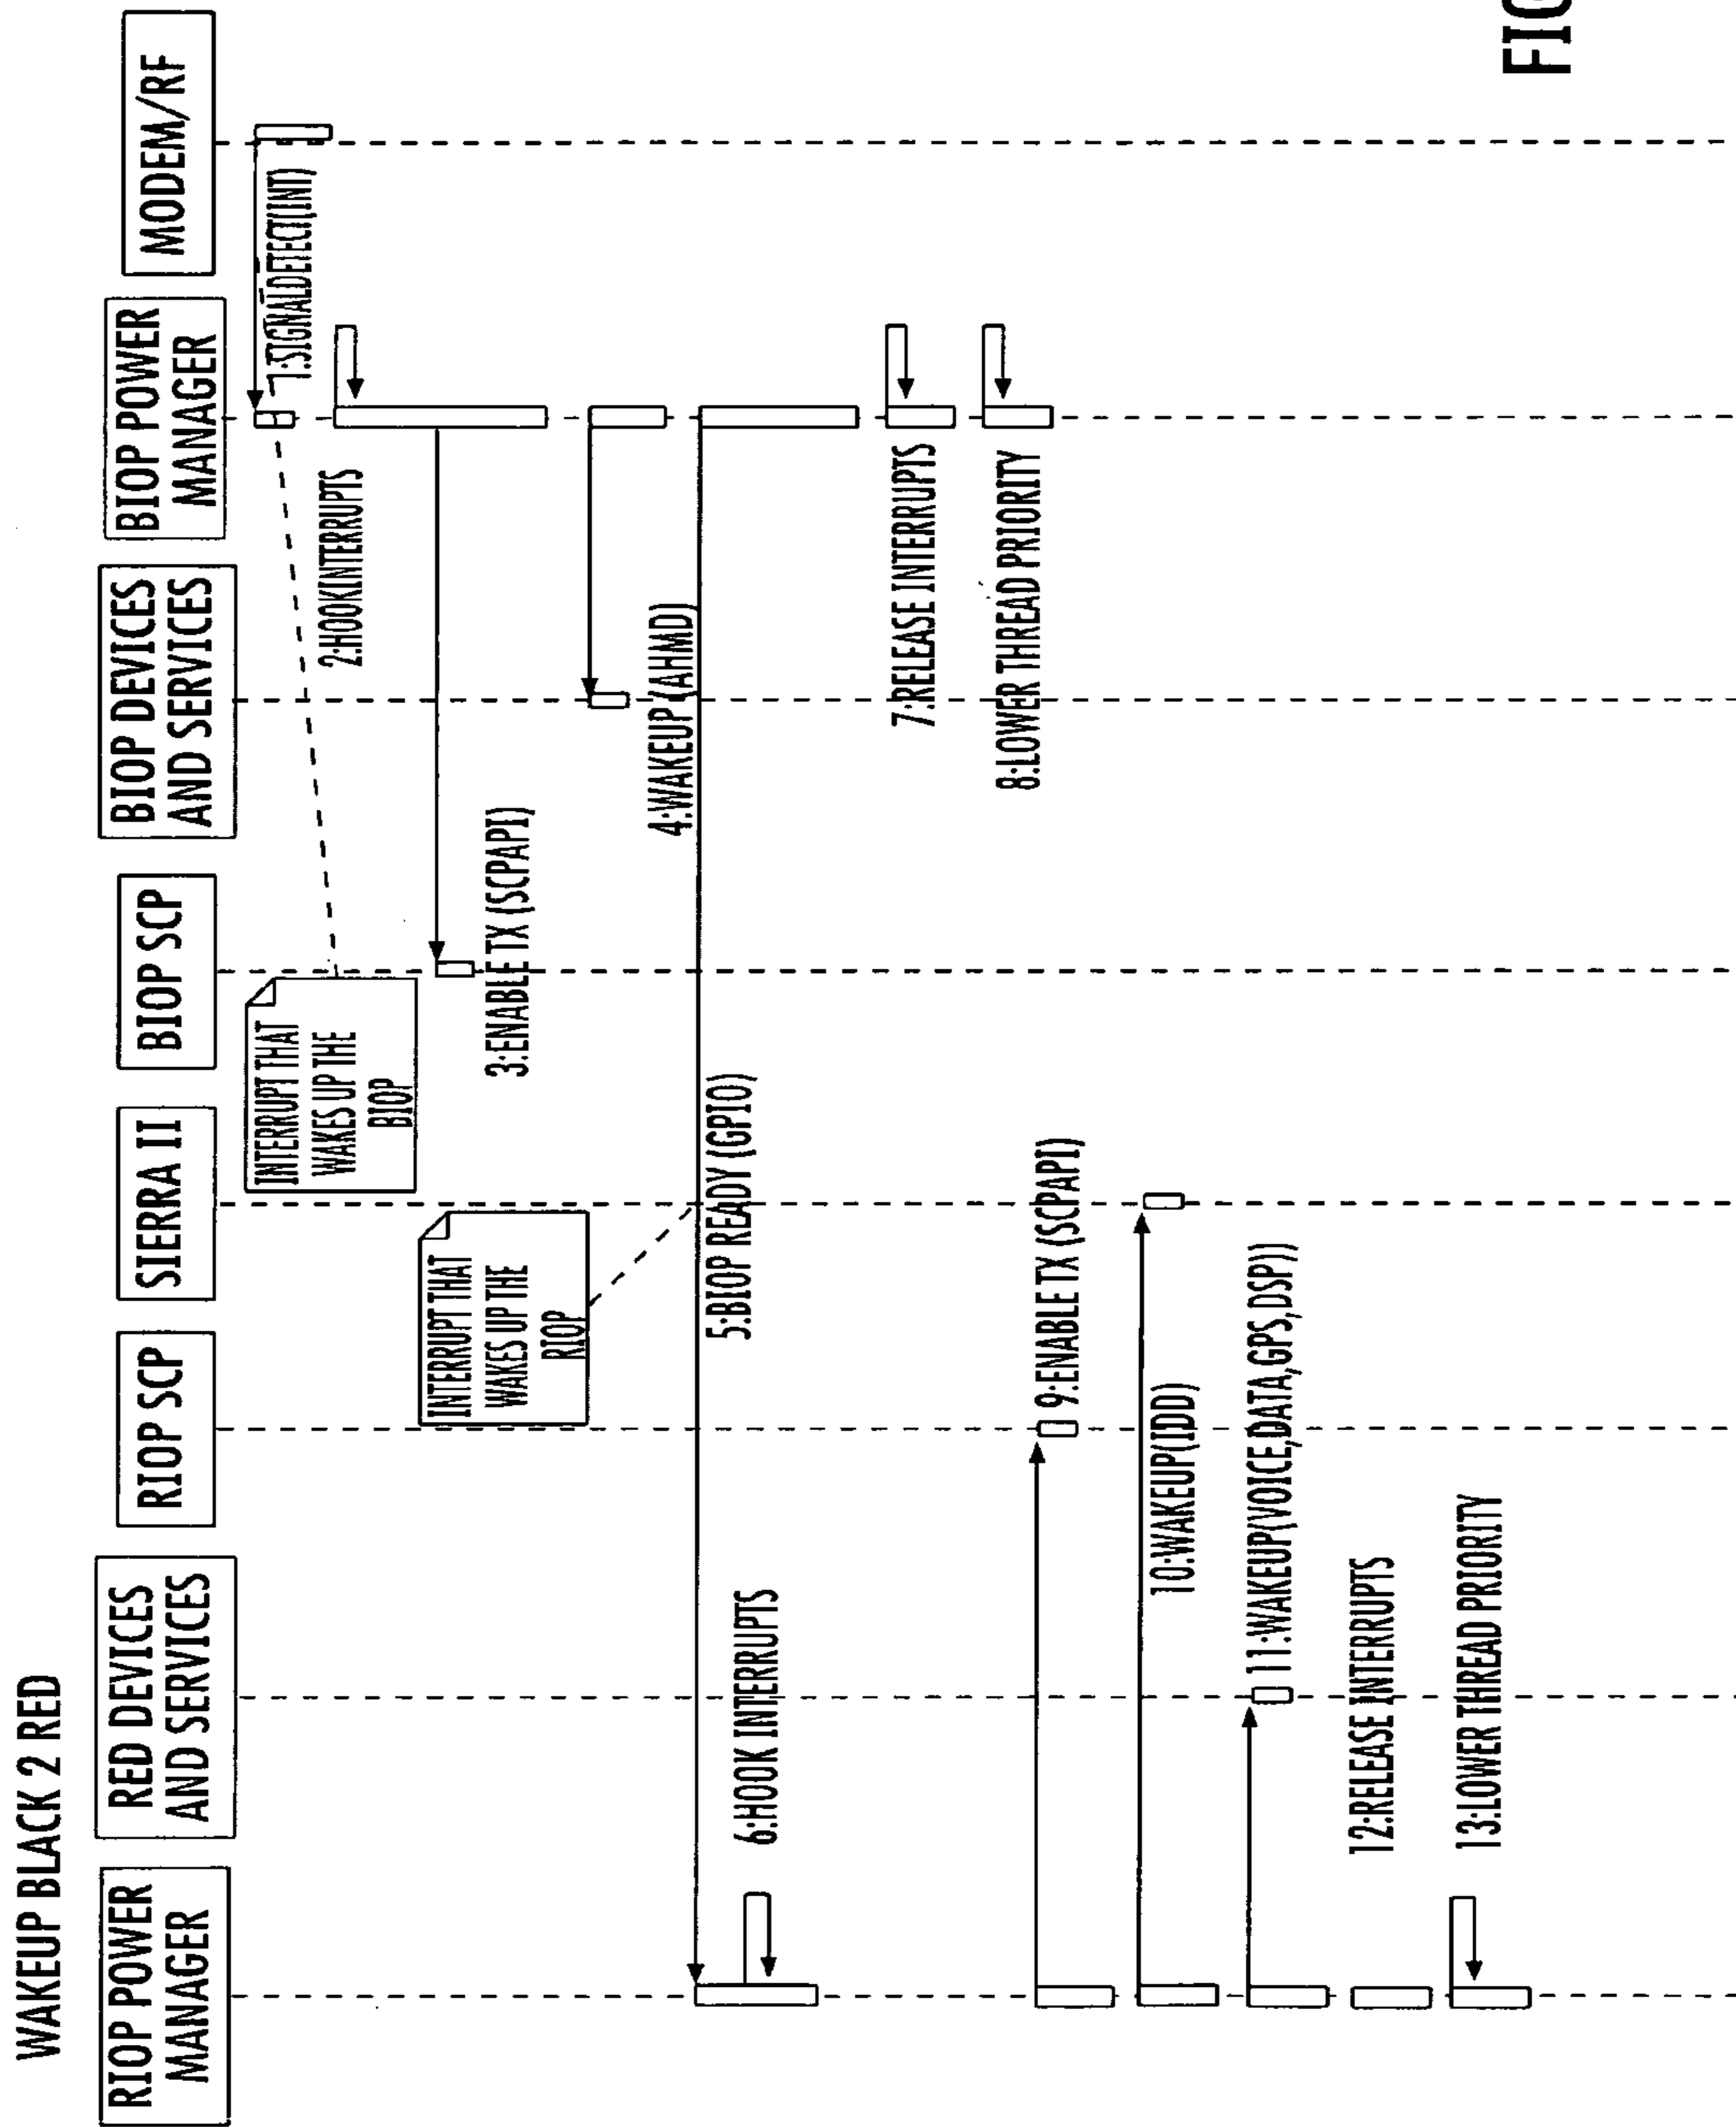 WAKEUP BLACK 2 RED
RIOP POWER
MANAGER
RED DEVICES
AND SERVICES
RIOP SCP
SIERRA II
BIOP SCP
BIOP DEVICES
AND SERVICES
BIOP POWER
MANAGER
MODEM/RF
1:SIGNALDETECT(INT)
INTERRUPT THAT
WAKES UP THE
BIOP
2:HOOKINTERRUPTS
3:ENABLE TX (SCPAPI)
INTERRUPT THAT
WAKES UP THE
RIOP
4:WAKEUP (AHMD)
5:BIOP READY (GPIO)
6:HOOK INTERRUPTS
7:RELEASE INTERRUPTS
8:LOWER THREAD PRIORITY
9:ENABLE TX (SCPAPI)
10:WAKEUP(IDD)
11:WAKEUP(VOICE,DATA,GPS,DSP))
12:RELEASE INTERRUPTS
13:LOWER THREAD PRIORITY